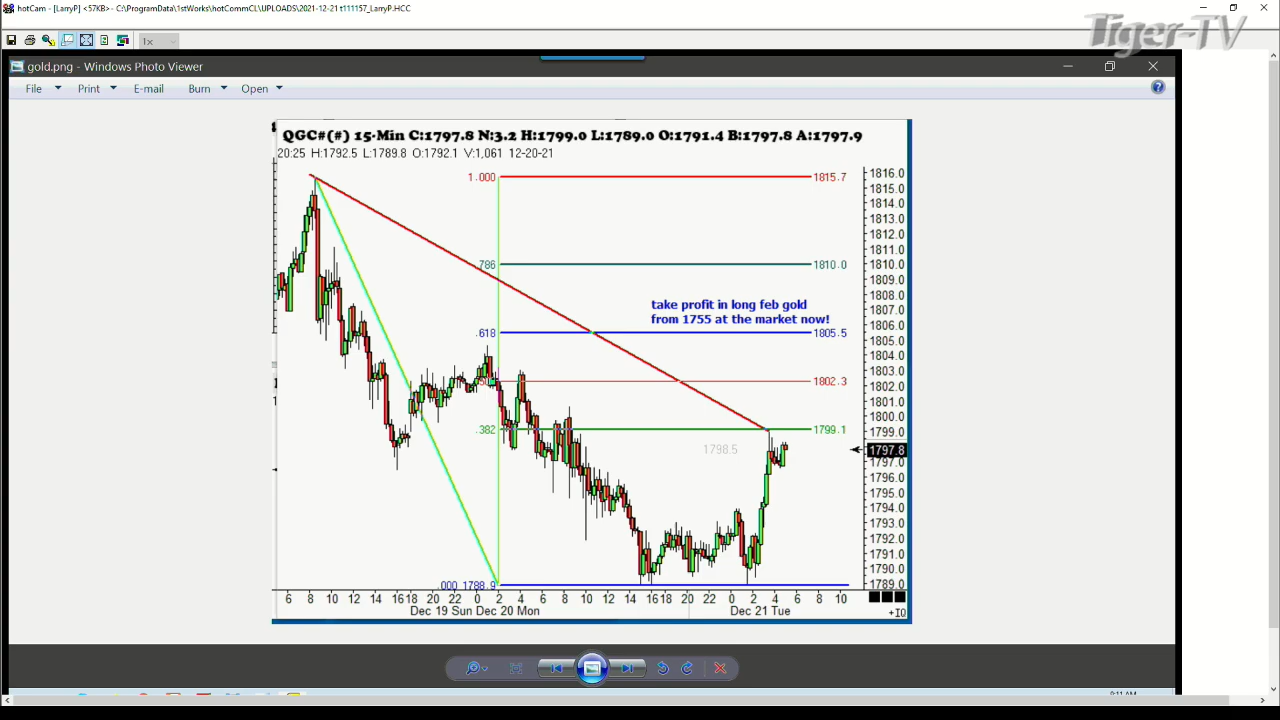 hotCam - [LarryP] <57KB>- C:\ProgramData\1stWorks\hotCommCL\UPLOADS\2021-12-21 t111157_LarryP.HCC
Tiger-TV
1x
gold.png - Windows Photo Viewer
File Print E-mail Burn Open
QGC#(#) 15-Min C:1797.8 N:3.2 H:1799.0 L:1789.0 O:1791.4 B:1797.8 A:1797.9
20:25 H:1792.5 L:1789.8 O:1792.1 V:1,061 12-20-21
1.000 1815.7
.786 1810.0
take profit in long feb gold
from 1755 at the market now!
.618 1805.5
1802.3
.382 1799.1
1798.5
.000 1788.9
1816.0
1815.0
1814.0
1813.0
1812.0
1811.0
1810.0
1809.0
1808.0
1807.0
1806.0
1805.0
1804.0
1803.0
1802.0
1801.0
1800.0
1799.0
1797.8
1797.0
1796.0
1795.0
1794.0
1793.0
1792.0
1791.0
1790.0
1789.0
6 8 10 12 14 16 18 20 22 0 2 4 6 8 10 12 14 16 18 20 22 0 2 4 6 8 10
Dec 19 Sun Dec 20 Mon Dec 21 Tue
+IQ